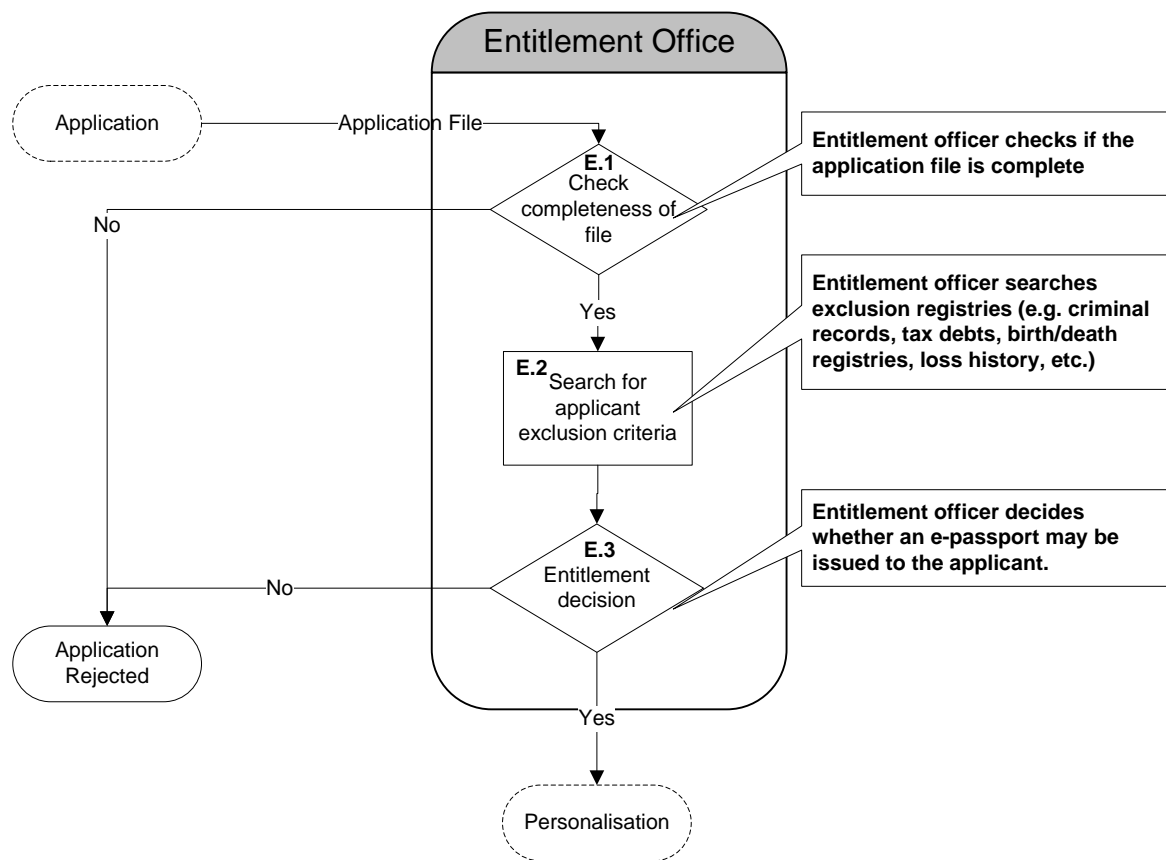 Entitlement Office
Application
Application File
Entitlement officer checks if the
application file is complete
E.1
Check
completeness of
file
No
Yes
Entitlement officer searches
exclusion registries (e.g. criminal
records, tax debts, birth/death
registries, loss history, etc.)
E.2
Search for
applicant
exclusion criteria
Entitlement officer decides
whether an e-passport may be
issued to the applicant.
E.3
Entitlement
decision
No
Application
Rejected
Yes
Personalisation